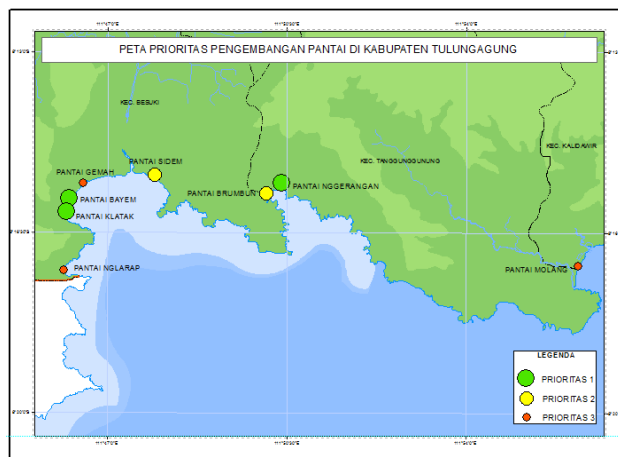 PETA PRIORITAS PENGEMBANGAN PANTAI DI KABUPATEN TULUNGAGUNG
KEC. BESUKI
KEC. KALIDAWIR
KEC. TANGGUNGGUNUNG
PANTAI SIDEM
PANTAI GEMAH
PANTAI NGGERANGAN
PANTAI BRUMBUN
PANTAI BAYEM
PANTAI KLATAK
PANTAI NGLARAP
PANTAI MOLANG
LEGENDA
PRIORITAS 1
PRIORITAS 2
PRIORITAS 3